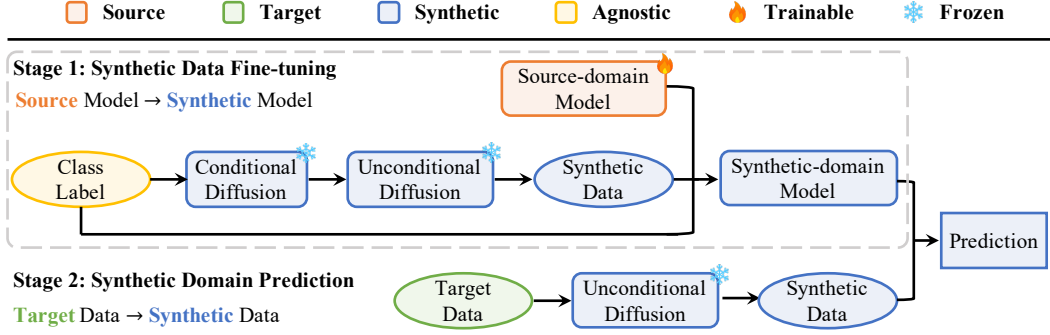 Source Target Synthetic Agnostic Trainable Frozen
Stage 1: Synthetic Data Fine-tuning
Source Model → Synthetic Model
Source-domain
Model
Class
Label
Conditional
Diffusion
Unconditional
Diffusion
Synthetic
Data
Synthetic-domain
Model
Prediction
Stage 2: Synthetic Domain Prediction
Target Data → Synthetic Data
Target
Data
Unconditional
Diffusion
Synthetic
Data